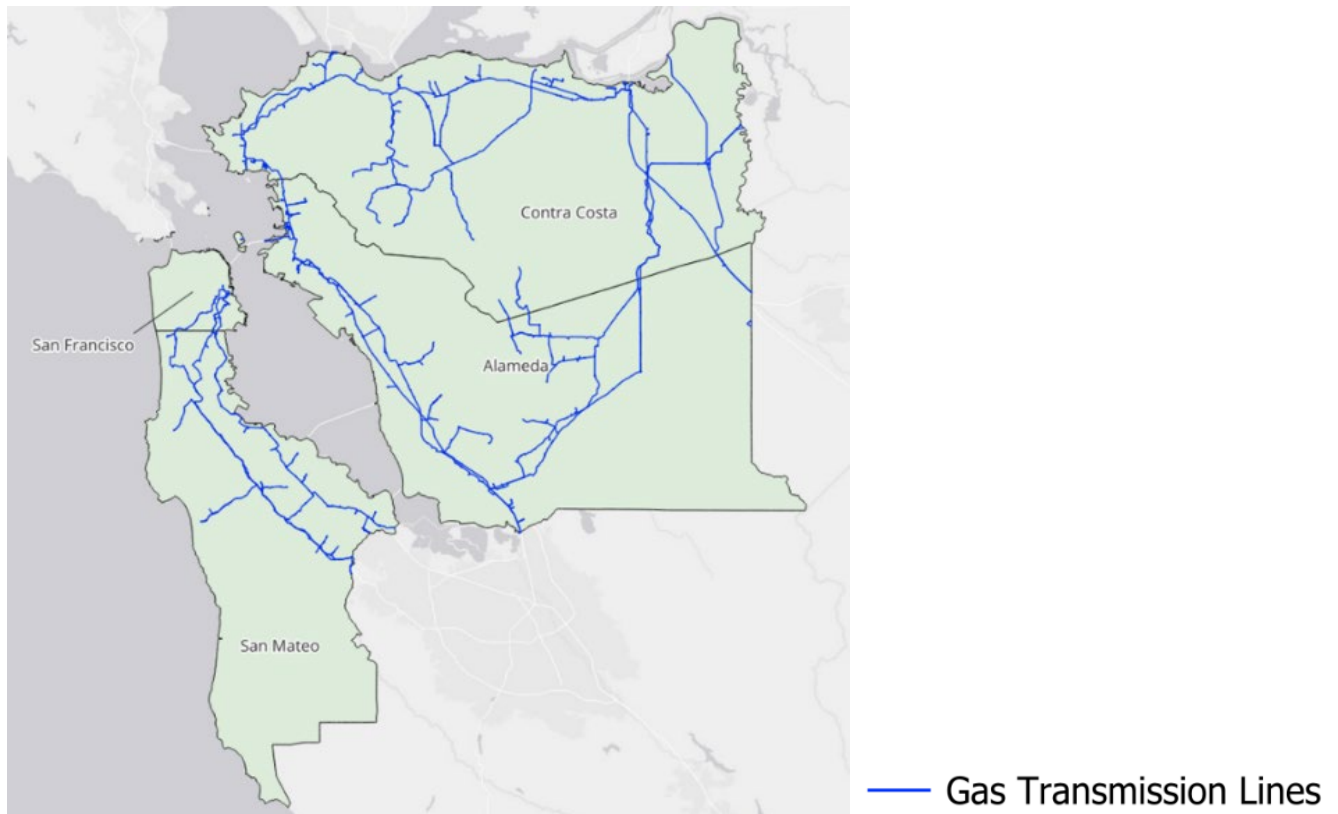 Contra Costa
San Francisco
Alameda
San Mateo
Gas Transmission Lines